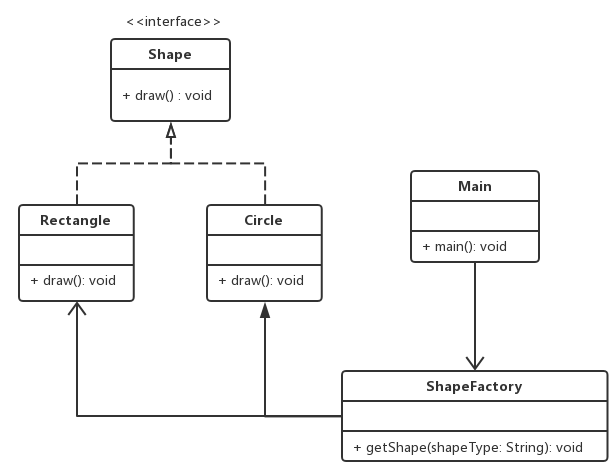 <<interface>>
Shape
+ draw() : void
Rectangle
+ draw(): void
Circle
+ draw(): void
Main
+ main(): void
ShapeFactory
+ getShape(shapeType: String): void